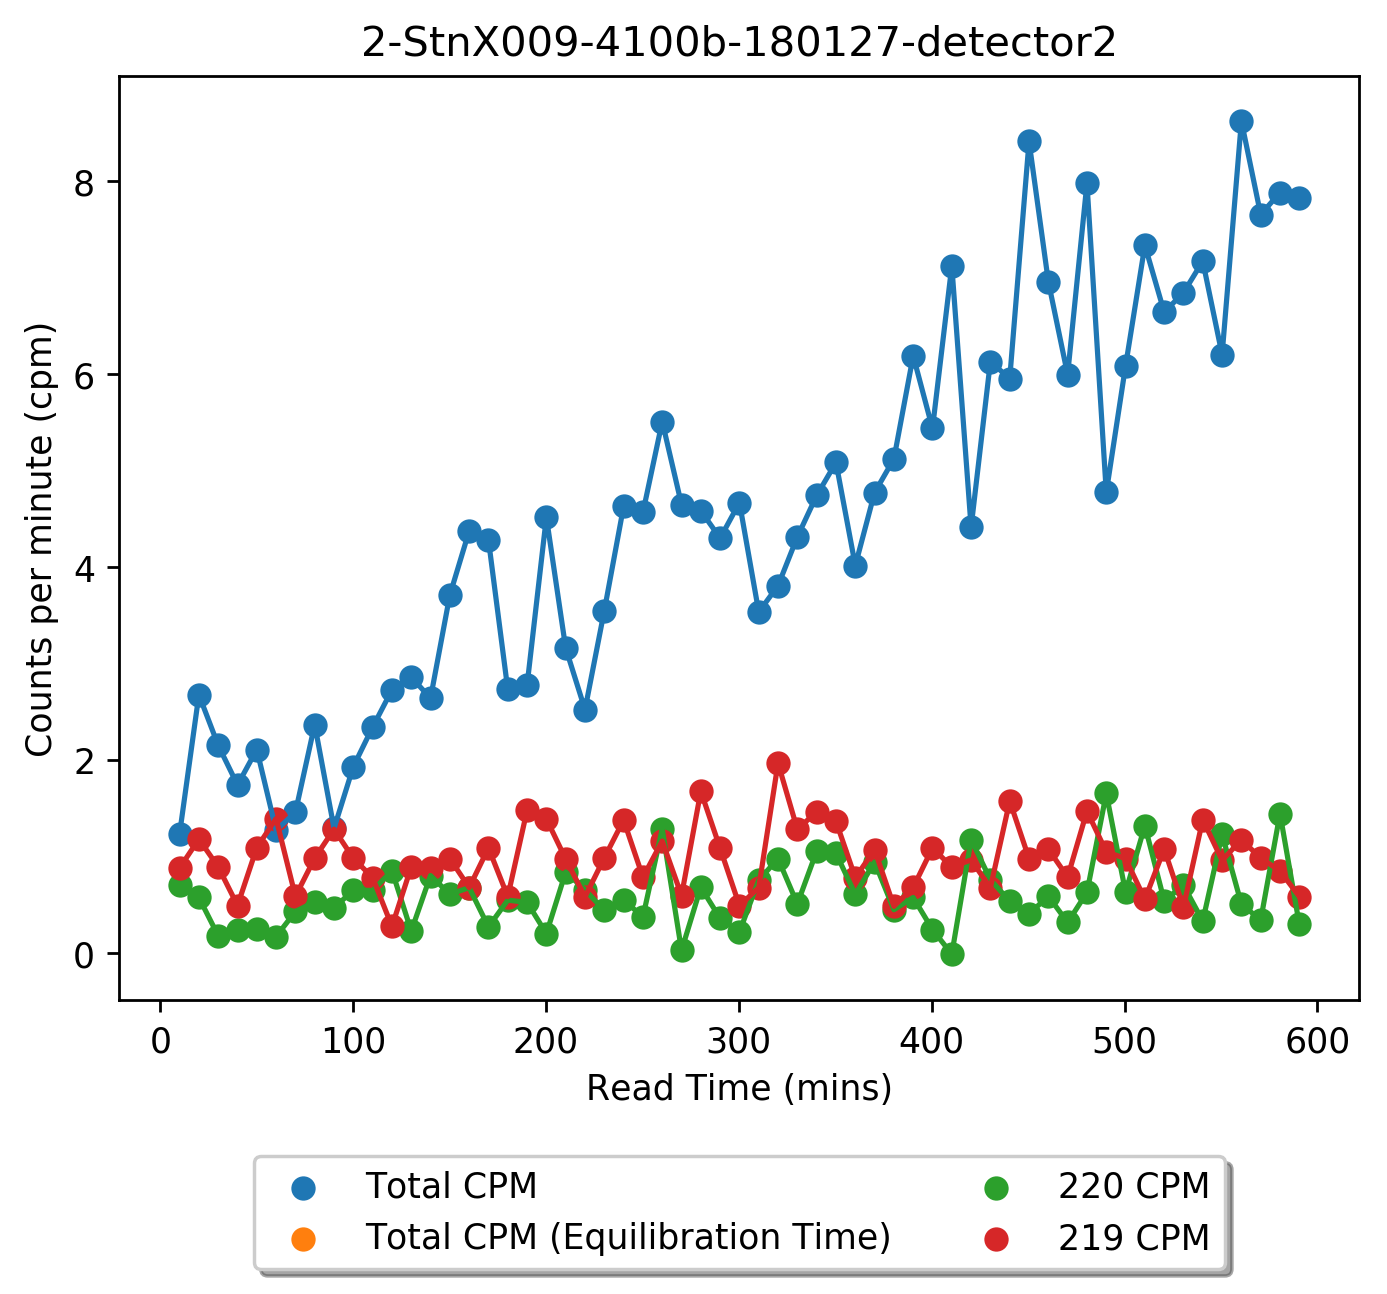 2-StnX009-4100b-180127-detector2
8
6
4
2
0
Counts per minute (cpm)
0 100 200 300 400 500 600
Read Time (mins)
Total CPM 220 CPM
Total CPM (Equilibration Time) 219 CPM